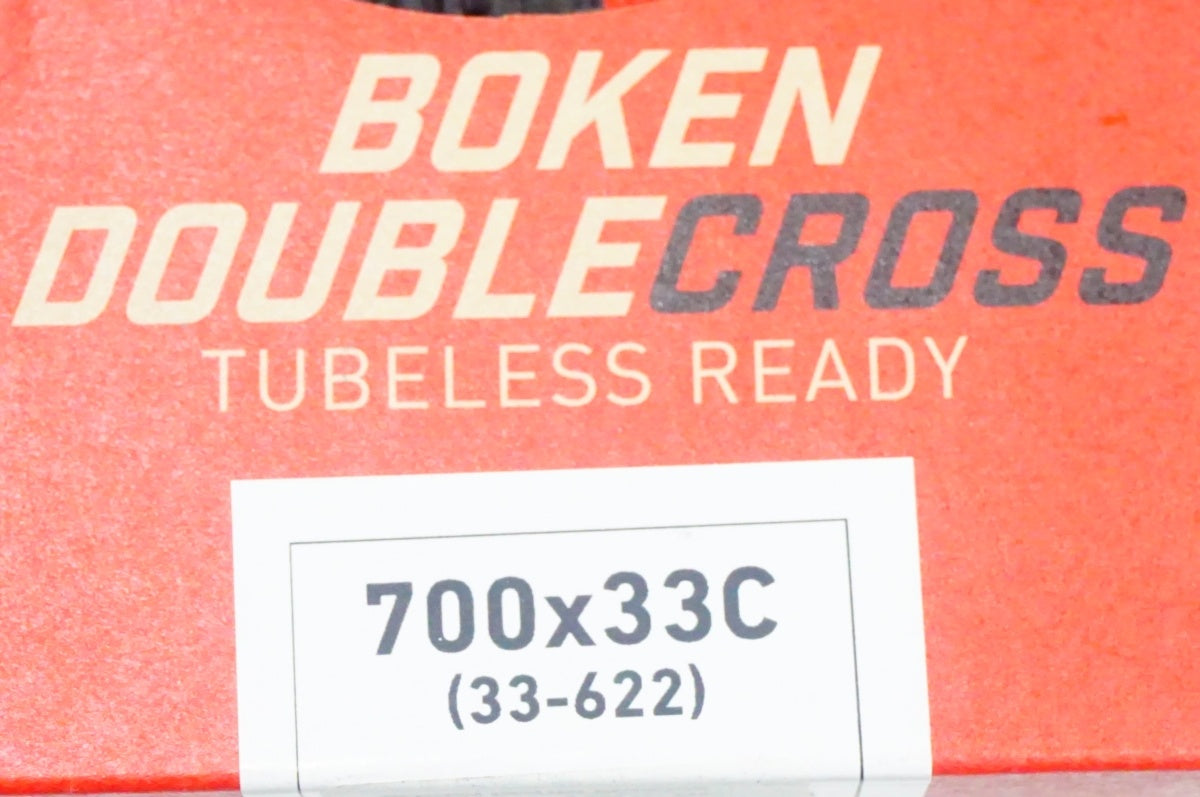 BOKEN
DOUBLECROSS
TUBELESS READY
700x33C
(33-622)